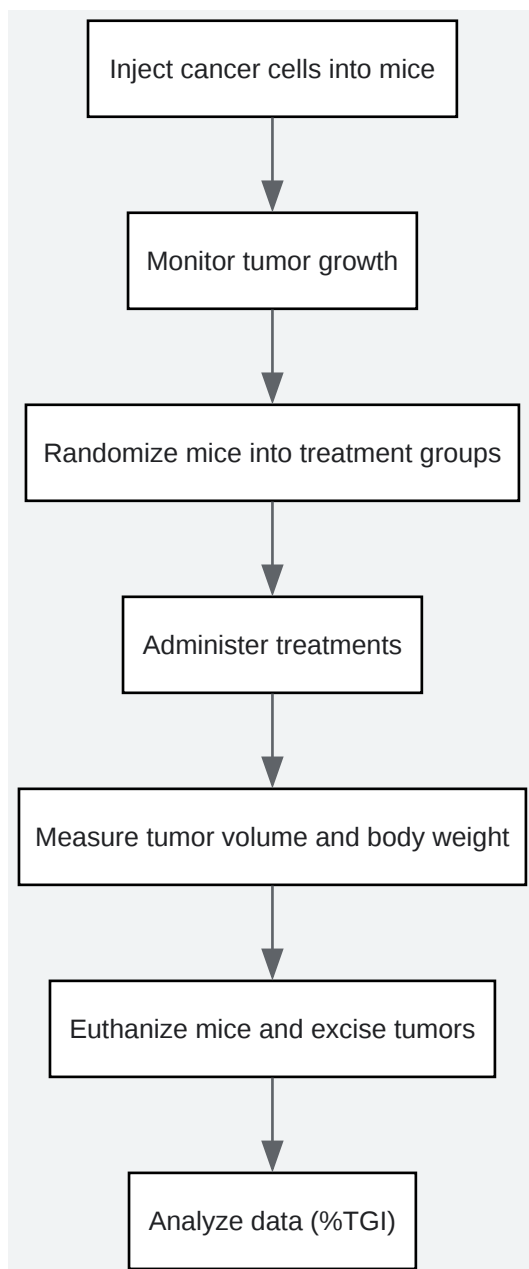 Inject cancer cells into mice
Monitor tumor growth
Randomize mice into treatment groups
Administer treatments
Measure tumor volume and body weight
Euthanize mice and excise tumors
Analyze data (%TGI)